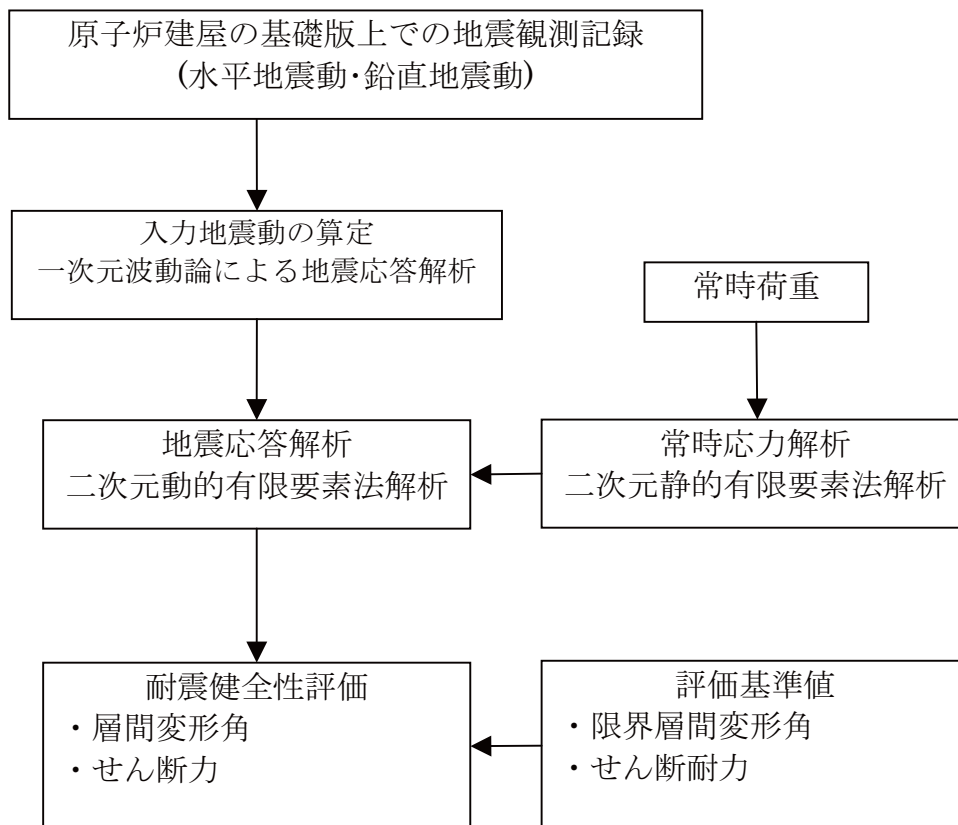 原子炉建屋の基礎版上での地震観測記録
(水平地震動･鉛直地震動)
入力地震動の算定
一次元波動論による地震応答解析
常時荷重
地震応答解析
二次元動的有限要素法解析
常時応力解析
二次元静的有限要素法解析
耐震健全性評価
・層間変形角
・せん断力
評価基準値
・限界層間変形角
・せん断耐力